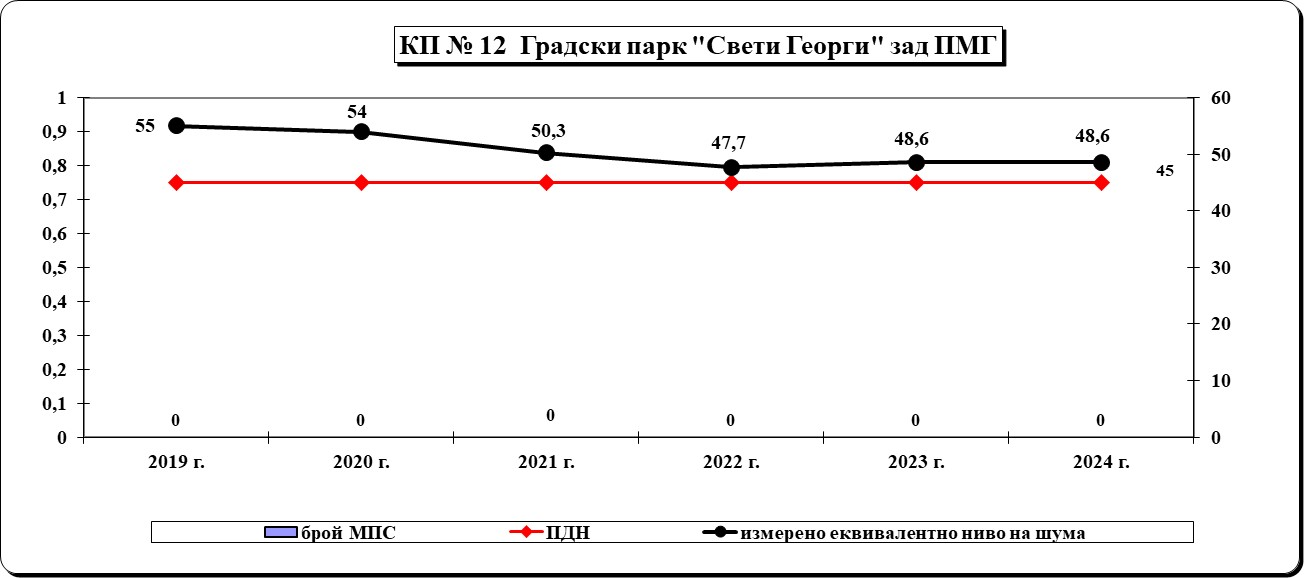 КП № 12 Градски парк "Свети Георги" зад ПМГ
1 60
0,9 55 54 50,3 47,7 48,6 48,6 50
0,8 45
0,7 40
0,6
0,5 30
0,4
0,3 20
0,2
0,1 10
0 0 0 0 0 0
0 0
2019 г. 2020 г. 2021 г. 2022 г. 2023 г. 2024 г.
брой МПС ПДН измерено еквивалентно ниво на шума